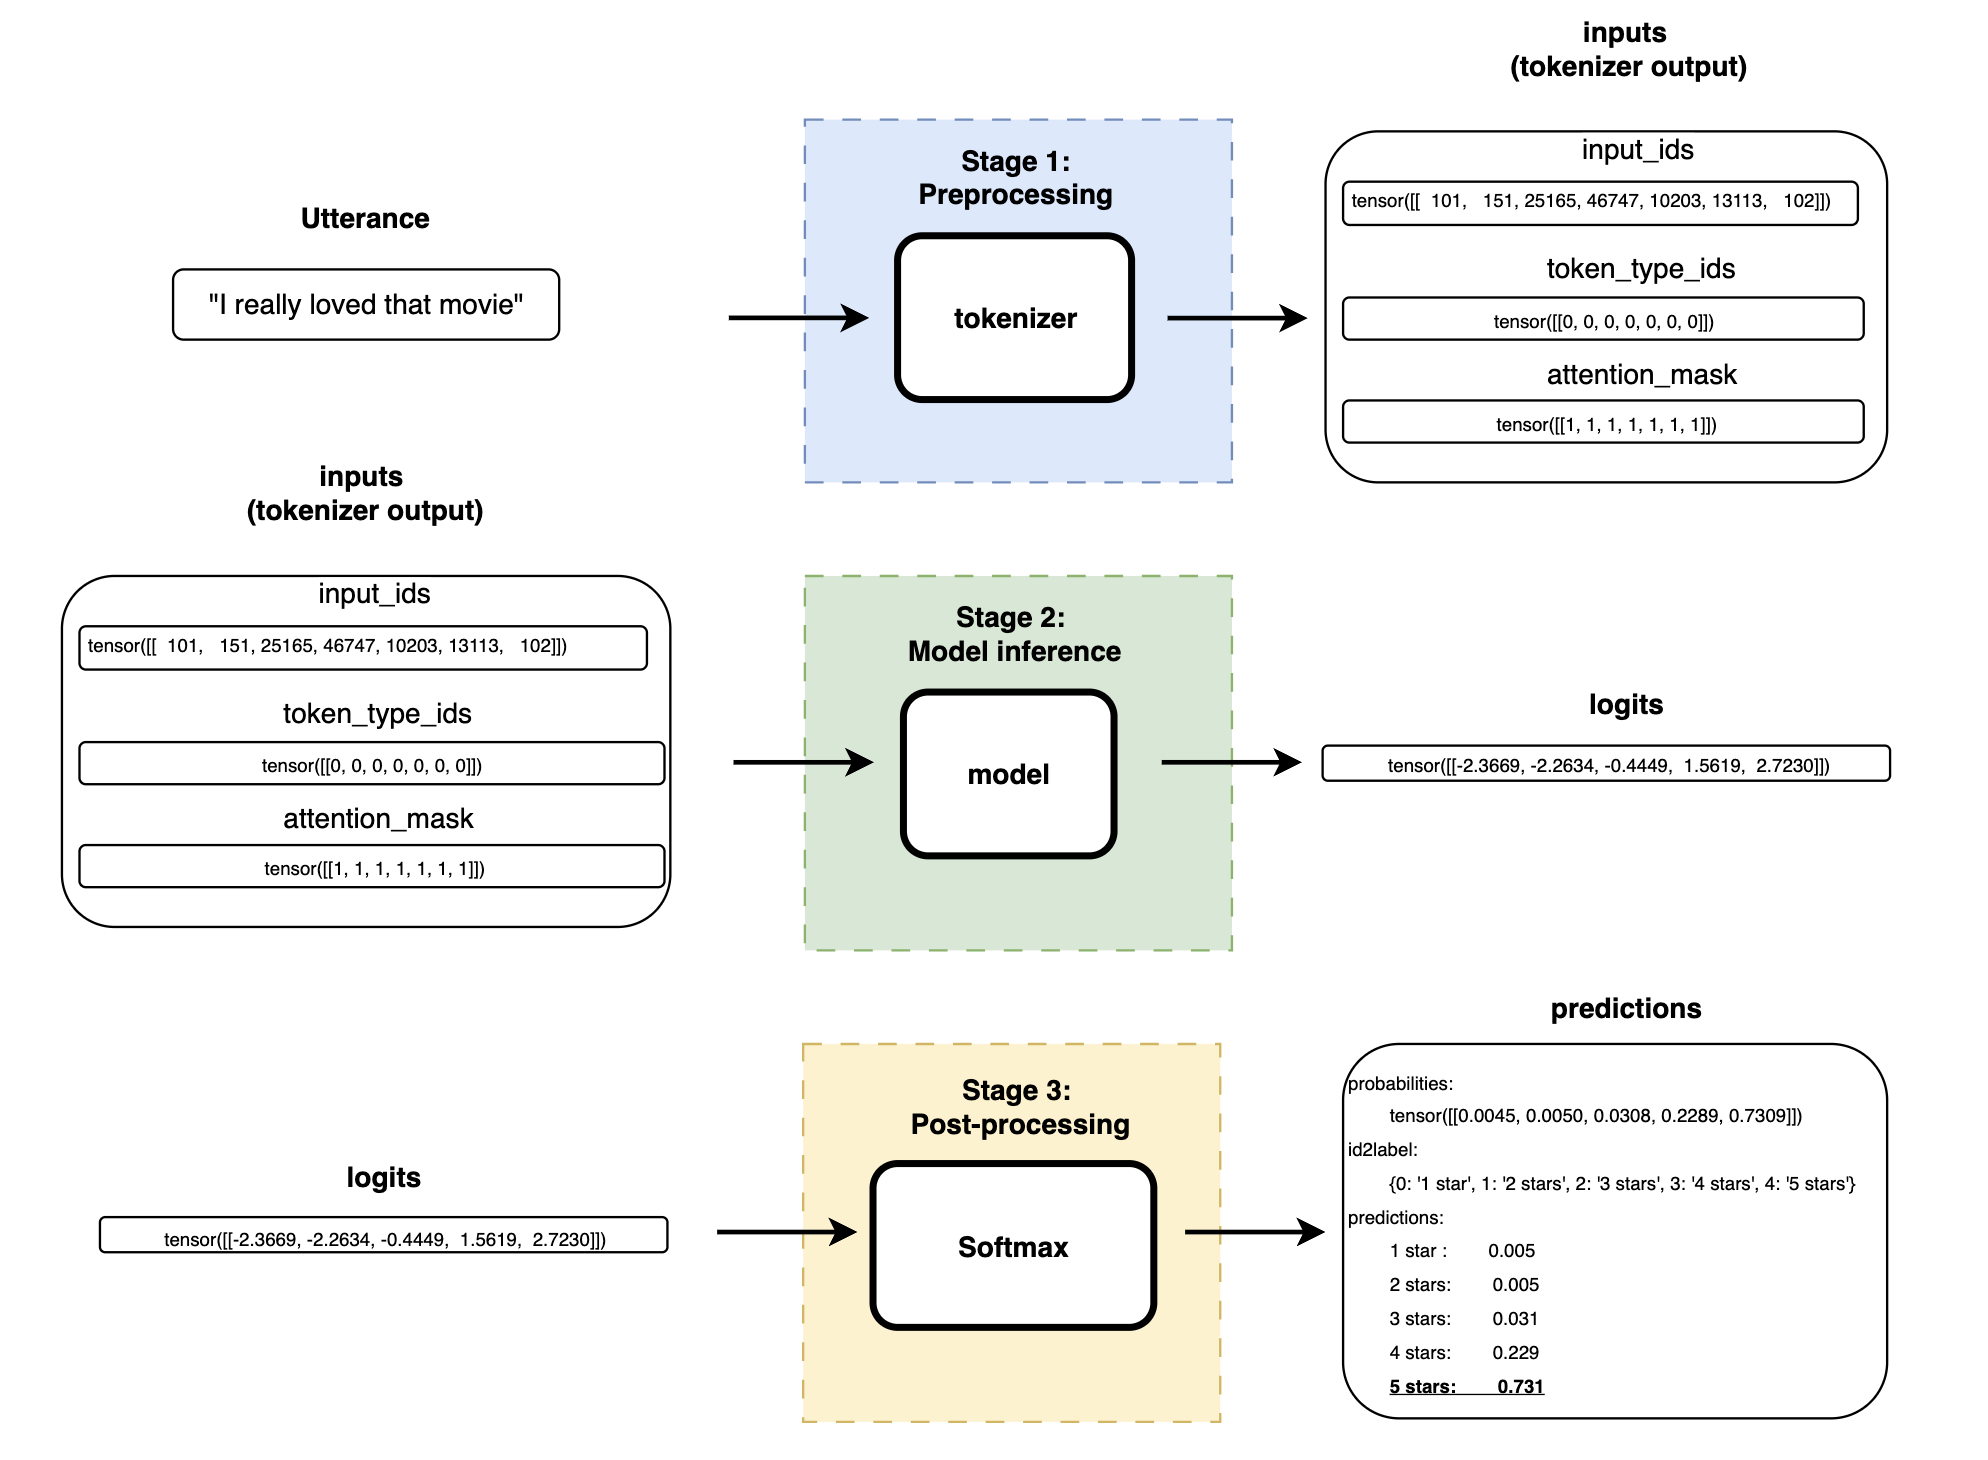 Utterance
"I really loved that movie"
Stage 1:
Preprocessing
tokenizer
inputs
(tokenizer output)
input_ids
tensor([[  101,   151, 25165, 46747, 10203, 13113,   102]])
token_type_ids
tensor([[0, 0, 0, 0, 0, 0, 0]])
attention_mask
tensor([[1, 1, 1, 1, 1, 1, 1]])
inputs
(tokenizer output)
input_ids
tensor([[  101,   151, 25165, 46747, 10203, 13113,   102]])
token_type_ids
tensor([[0, 0, 0, 0, 0, 0, 0]])
attention_mask
tensor([[1, 1, 1, 1, 1, 1, 1]])
Stage 2:
Model inference
model
logits
tensor([[-2.3669, -2.2634, -0.4449,  1.5619,  2.7230]])
logits
tensor([[-2.3669, -2.2634, -0.4449,  1.5619,  2.7230]])
Stage 3:
Post-processing
Softmax
predictions
probabilities:
tensor([[0.0045, 0.0050, 0.0308, 0.2289, 0.7309]])
id2label:
{0: '1 star', 1: '2 stars', 2: '3 stars', 3: '4 stars', 4: '5 stars'}
predictions:
1 star : 0.005
2 stars: 0.005
3 stars: 0.031
4 stars: 0.229
5 stars: 0.731